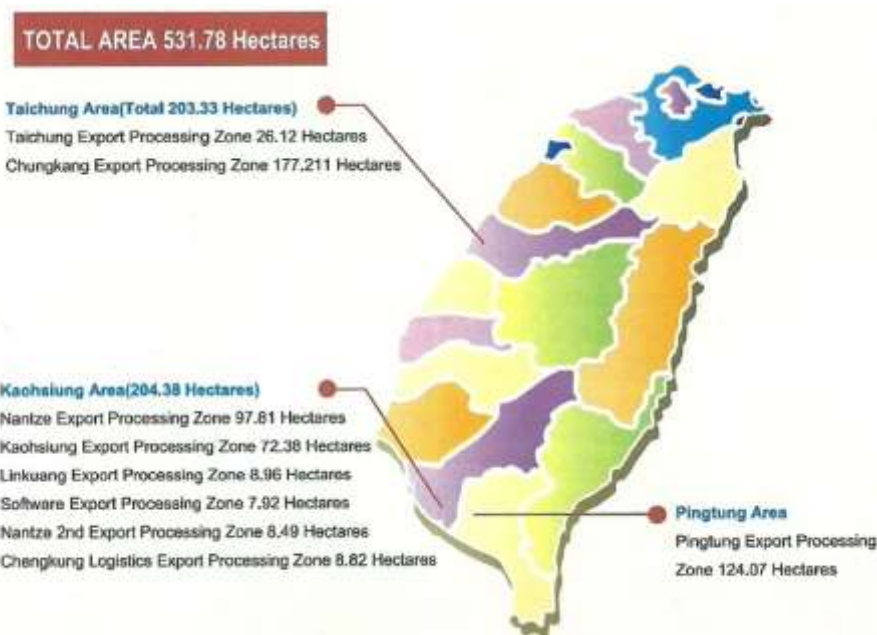 TOTAL AREA 531.78 Hectares
Taichung Area(Total 203.33 Hectares)
Taichung Export Processing Zone 26.12 Hectares
Chungkang Export Processing Zone 177.211 Hectares
Kaohsiung Area(204.38 Hectares)
Nantze Export Processing Zone 97.81 Hectares
Kaohsiung Export Processing Zone 72.38 Hectares
Linkuang Export Processing Zone 8.96 Hectares
Software Export Processing Zone 7.92 Hectares
Nantze 2nd Export Processing Zone 8.49 Hectares
Chengkung Logistics Export Processing Zone 8.82 Hectares
Pingtung Area
Pingtung Export Processing
Zone 124.07 Hectares